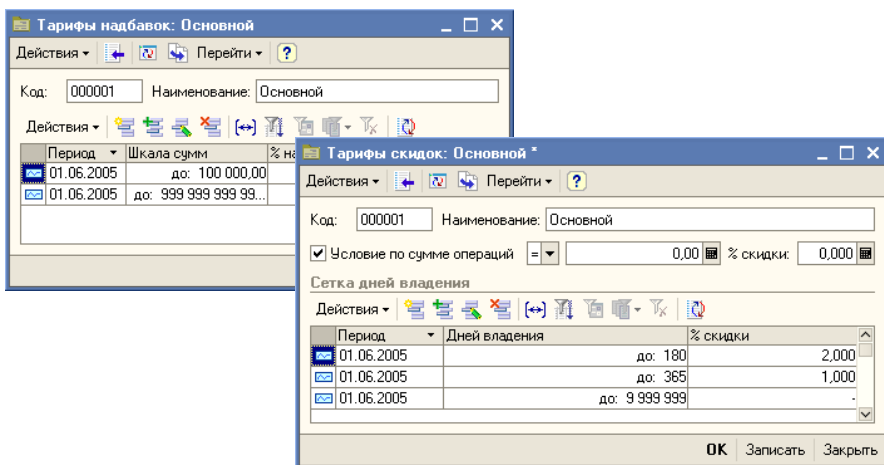 Тарифы надбавок: Основной
Действия Перейти ?
Код: 000001 Наименование: Основной
Действия
Период Шкала сумм % на
01.06.2005 до: 100 000,00
01.06.2005 до: 999 999 999 99...
Тарифы скидок: Основной *
Действия Перейти ?
Код: 000001 Наименование: Основной
Условие по сумме операций = 0,00 % скидки: 0,000
Сетка дней владения
Действия
Период Дней владения % скидки
01.06.2005 до: 180 2,000
01.06.2005 до: 365 1,000
01.06.2005 до: 9 999 999 -
OK Записать Закрыть